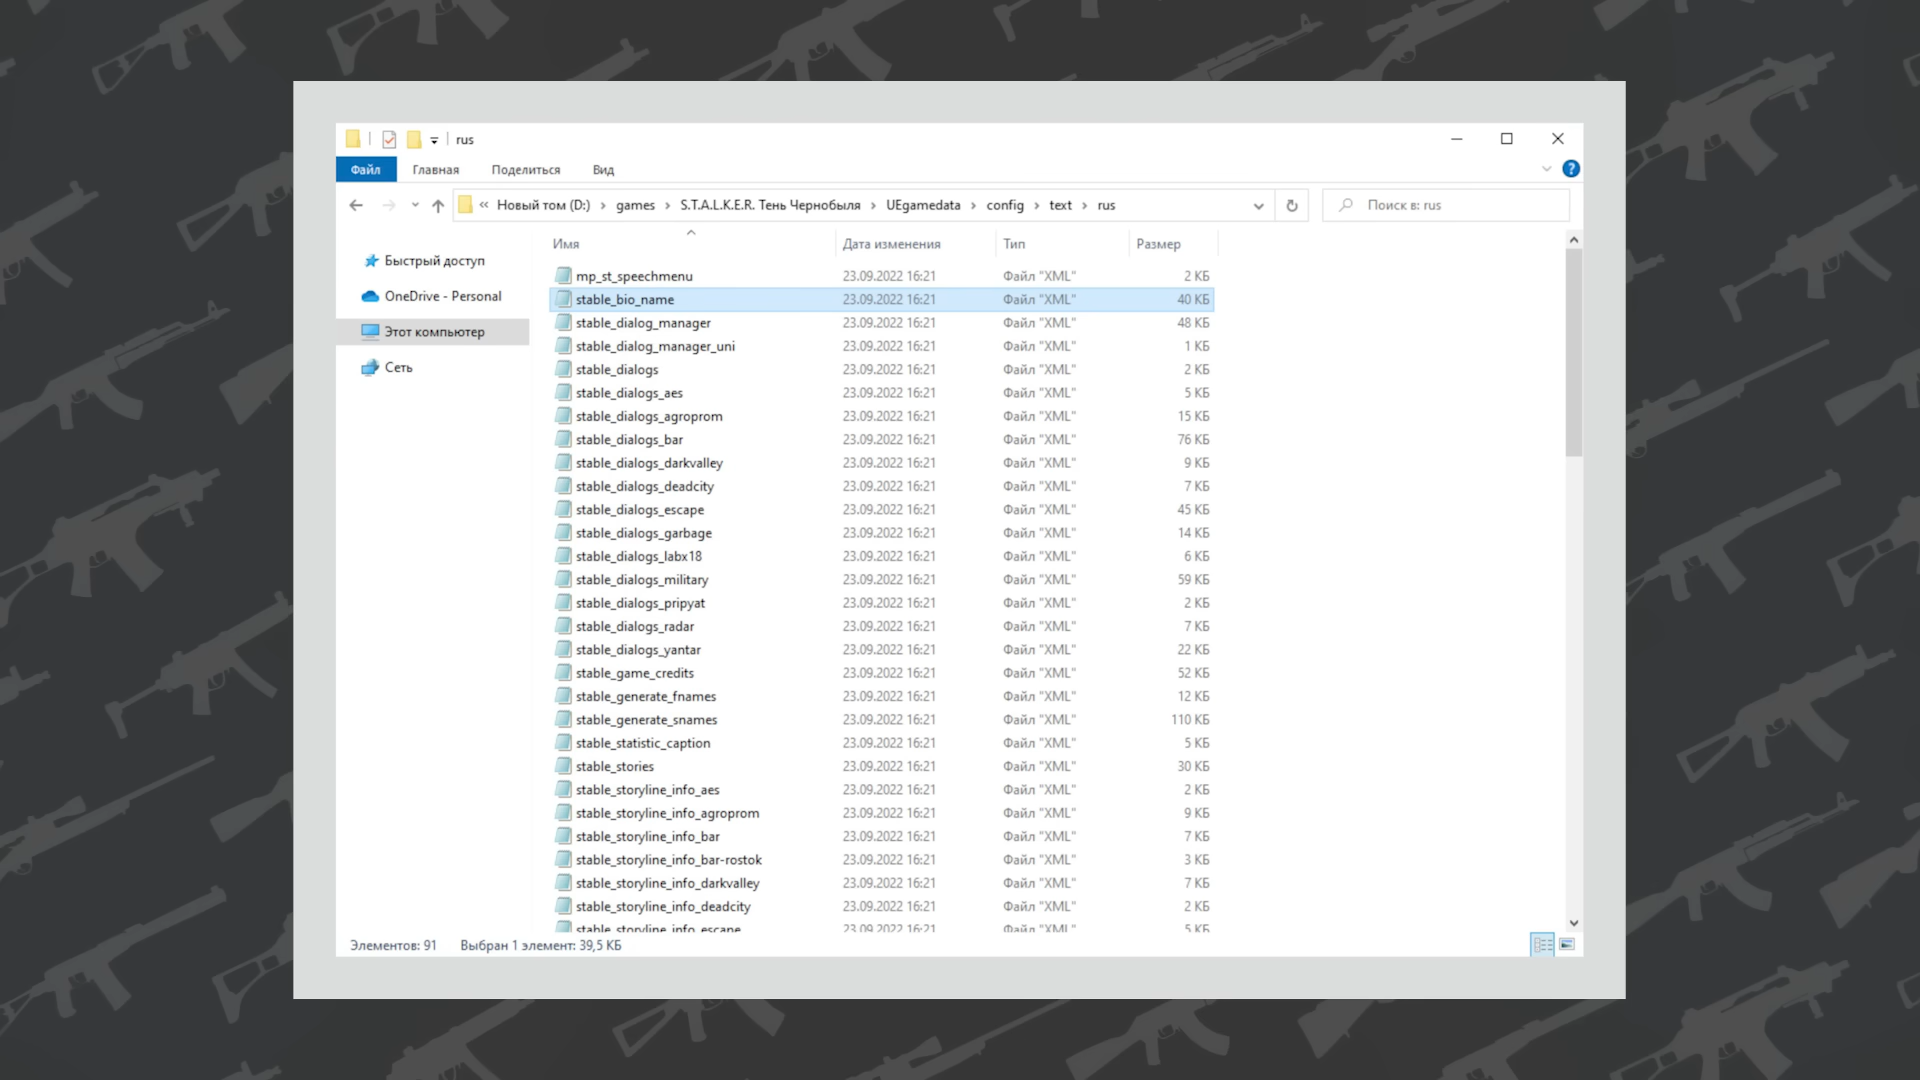 rus
Файл Главная Поделиться Вид
« Новый том (D:) › games › S.T.A.L.K.E.R. Тень Чернобыля › UEgamedata › config › text › rus Поиск в: rus
Имя Дата изменения Тип Размер
Быстрый доступ
OneDrive - Personal
Этот компьютер
Сеть
mp_st_speechmenu 23.09.2022 16:21 Файл "XML" 2 КБ
stable_bio_name 23.09.2022 16:21 Файл "XML" 40 КБ
stable_dialog_manager 23.09.2022 16:21 Файл "XML" 48 КБ
stable_dialog_manager_uni 23.09.2022 16:21 Файл "XML" 1 КБ
stable_dialogs 23.09.2022 16:21 Файл "XML" 2 КБ
stable_dialogs_aes 23.09.2022 16:21 Файл "XML" 5 КБ
stable_dialogs_agroprom 23.09.2022 16:21 Файл "XML" 15 КБ
stable_dialogs_bar 23.09.2022 16:21 Файл "XML" 76 КБ
stable_dialogs_darkvalley 23.09.2022 16:21 Файл "XML" 9 КБ
stable_dialogs_deadcity 23.09.2022 16:21 Файл "XML" 7 КБ
stable_dialogs_escape 23.09.2022 16:21 Файл "XML" 45 КБ
stable_dialogs_garbage 23.09.2022 16:21 Файл "XML" 14 КБ
stable_dialogs_labx18 23.09.2022 16:21 Файл "XML" 6 КБ
stable_dialogs_military 23.09.2022 16:21 Файл "XML" 59 КБ
stable_dialogs_pripyat 23.09.2022 16:21 Файл "XML" 2 КБ
stable_dialogs_radar 23.09.2022 16:21 Файл "XML" 7 КБ
stable_dialogs_yantar 23.09.2022 16:21 Файл "XML" 22 КБ
stable_game_credits 23.09.2022 16:21 Файл "XML" 52 КБ
stable_generate_fnames 23.09.2022 16:21 Файл "XML" 12 КБ
stable_generate_snames 23.09.2022 16:21 Файл "XML" 110 КБ
stable_statistic_caption 23.09.2022 16:21 Файл "XML" 5 КБ
stable_stories 23.09.2022 16:21 Файл "XML" 30 КБ
stable_storyline_info_aes 23.09.2022 16:21 Файл "XML" 2 КБ
stable_storyline_info_agroprom 23.09.2022 16:21 Файл "XML" 9 КБ
stable_storyline_info_bar 23.09.2022 16:21 Файл "XML" 7 КБ
stable_storyline_info_bar-rostok 23.09.2022 16:21 Файл "XML" 3 КБ
stable_storyline_info_darkvalley 23.09.2022 16:21 Файл "XML" 7 КБ
stable_storyline_info_deadcity 23.09.2022 16:21 Файл "XML" 2 КБ
stable_storyline_info_escape 23.09.2022 16:21 Файл "XML" 5 КБ
Элементов: 91 Выбран 1 элемент: 39,5 КБ